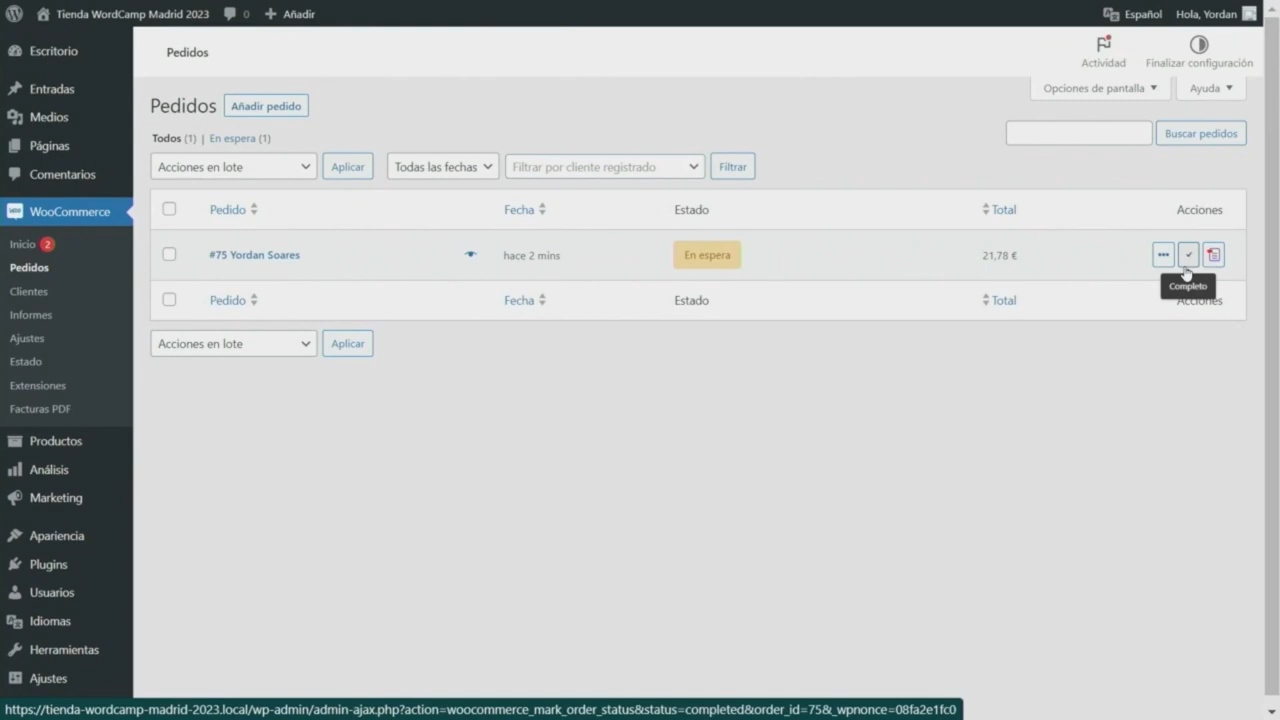 Tienda WordCamp Madrid 2023 0 Añadir Español Hola, Yordan
Escritorio
Entradas
Medios
Páginas
Comentarios
WooCommerce
Inicio 2
Pedidos
Clientes
Informes
Ajustes
Estado
Extensiones
Facturas PDF
Productos
Análisis
Marketing
Apariencia
Plugins
Usuarios
Idiomas
Herramientas
Ajustes
Pedidos
Actividad Finalizar configuración
Opciones de pantalla Ayuda
Pedidos Añadir pedido
Todos (1) | En espera (1)
Buscar pedidos
Acciones en lote Aplicar Todas las fechas Filtrar por cliente registrado Filtrar
Pedido Fecha Estado Total Acciones
#75 Yordan Soares hace 2 mins En espera 21,78 €
Completo
Pedido Fecha Estado Total Acciones
Acciones en lote Aplicar
https://tienda-wordcamp-madrid-2023.local/wp-admin/admin-ajax.php?action=woocommerce_mark_order_status&status=completed&order_id=75&_wpnonce=08fa2e1fc0